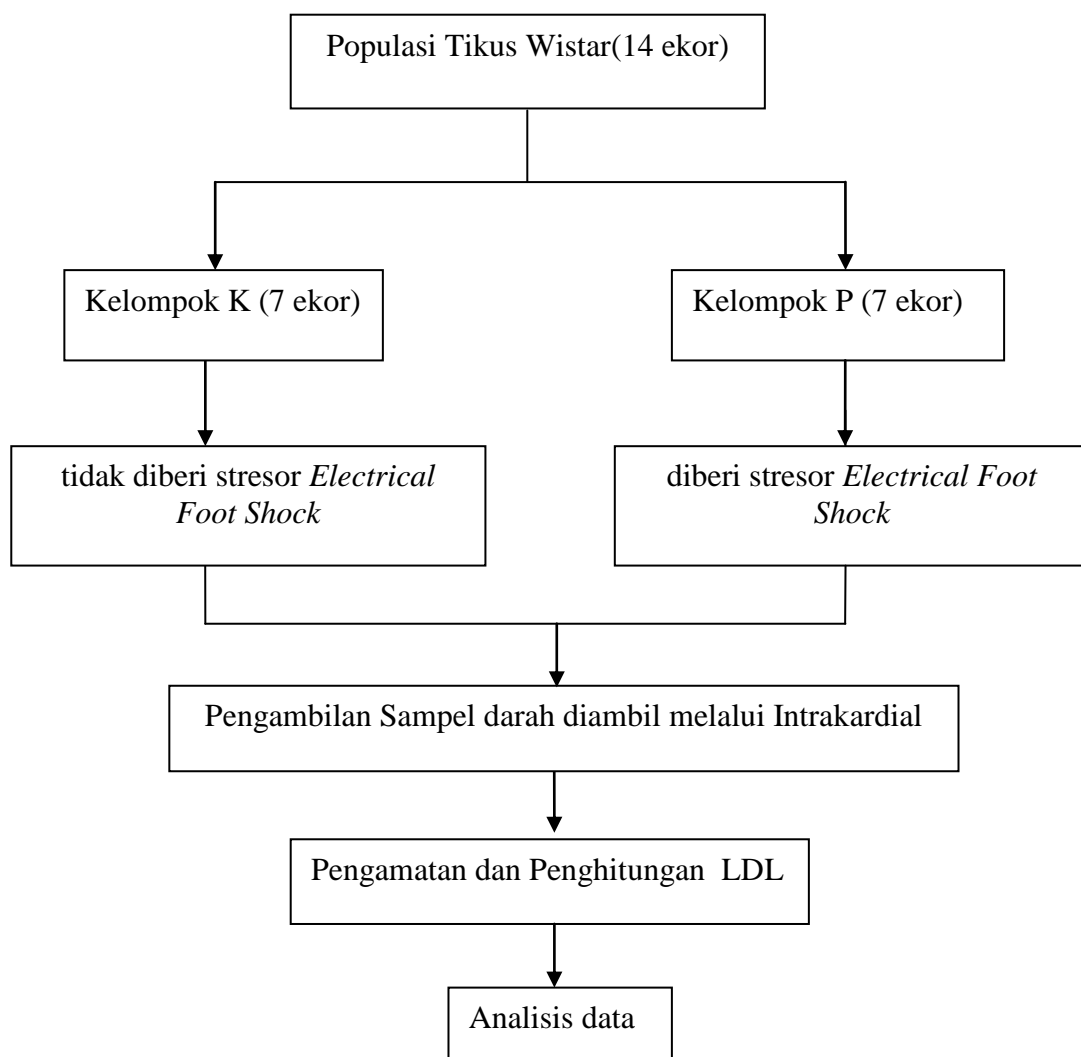 Populasi Tikus Wistar(14 ekor)
Kelompok K (7 ekor)
Kelompok P (7 ekor)
tidak diberi stresor Electrical
Foot Shock
diberi stresor Electrical Foot
Shock
Pengambilan Sampel darah diambil melalui Intrakardial
Pengamatan dan Penghitungan LDL
Analisis data